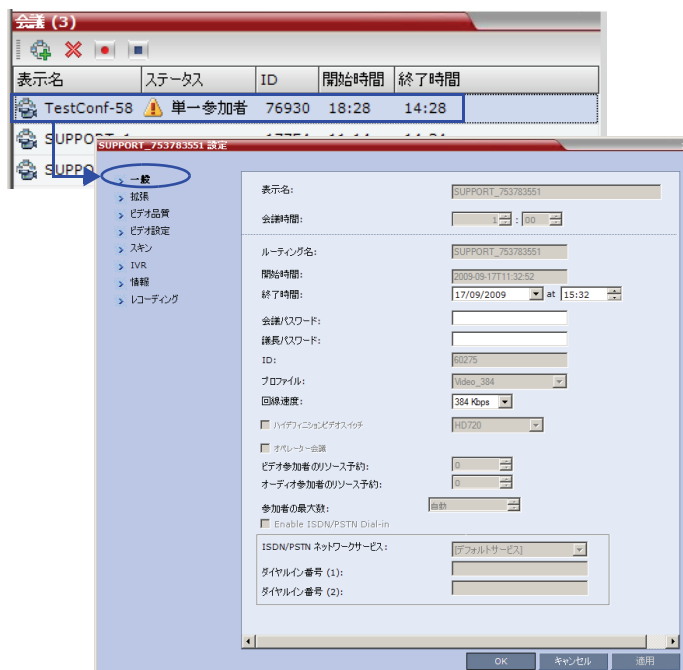 会議 (3)
表示名 ステータス ID 開始時間 終了時間
TestConf-58 単一参加者 76930 18:28 14:28
SUPPORT_1
SUPPO
SUPPORT_753783551 設定
一般
拡張
ビデオ品質
ビデオ設定
スキン
IVR
情報
レコーディング
表示名: SUPPORT_753783551
会議時間: 1 : 00
ルーティング名: SUPPORT_753783551
開始時間: 2009-09-17T11:32:52
終了時間: 17/09/2009 at 15:32
会議パスワード:
議長パスワード:
ID: 60275
プロファイル: Video_384
回線速度: 384 Kbps
ハイデフィニションビデオスイッチ HD720
オペレーター会議
ビデオ参加者のリソース予約: 0
オーディオ参加者のリソース予約: 0
参加者の最大数: 自動
Enable ISDN/PSTN Dial-in
ISDN/PSTN ネットワークサービス: [デフォルトサービス]
ダイヤルイン番号 (1):
ダイヤルイン番号 (2):
OK キャンセル 適用